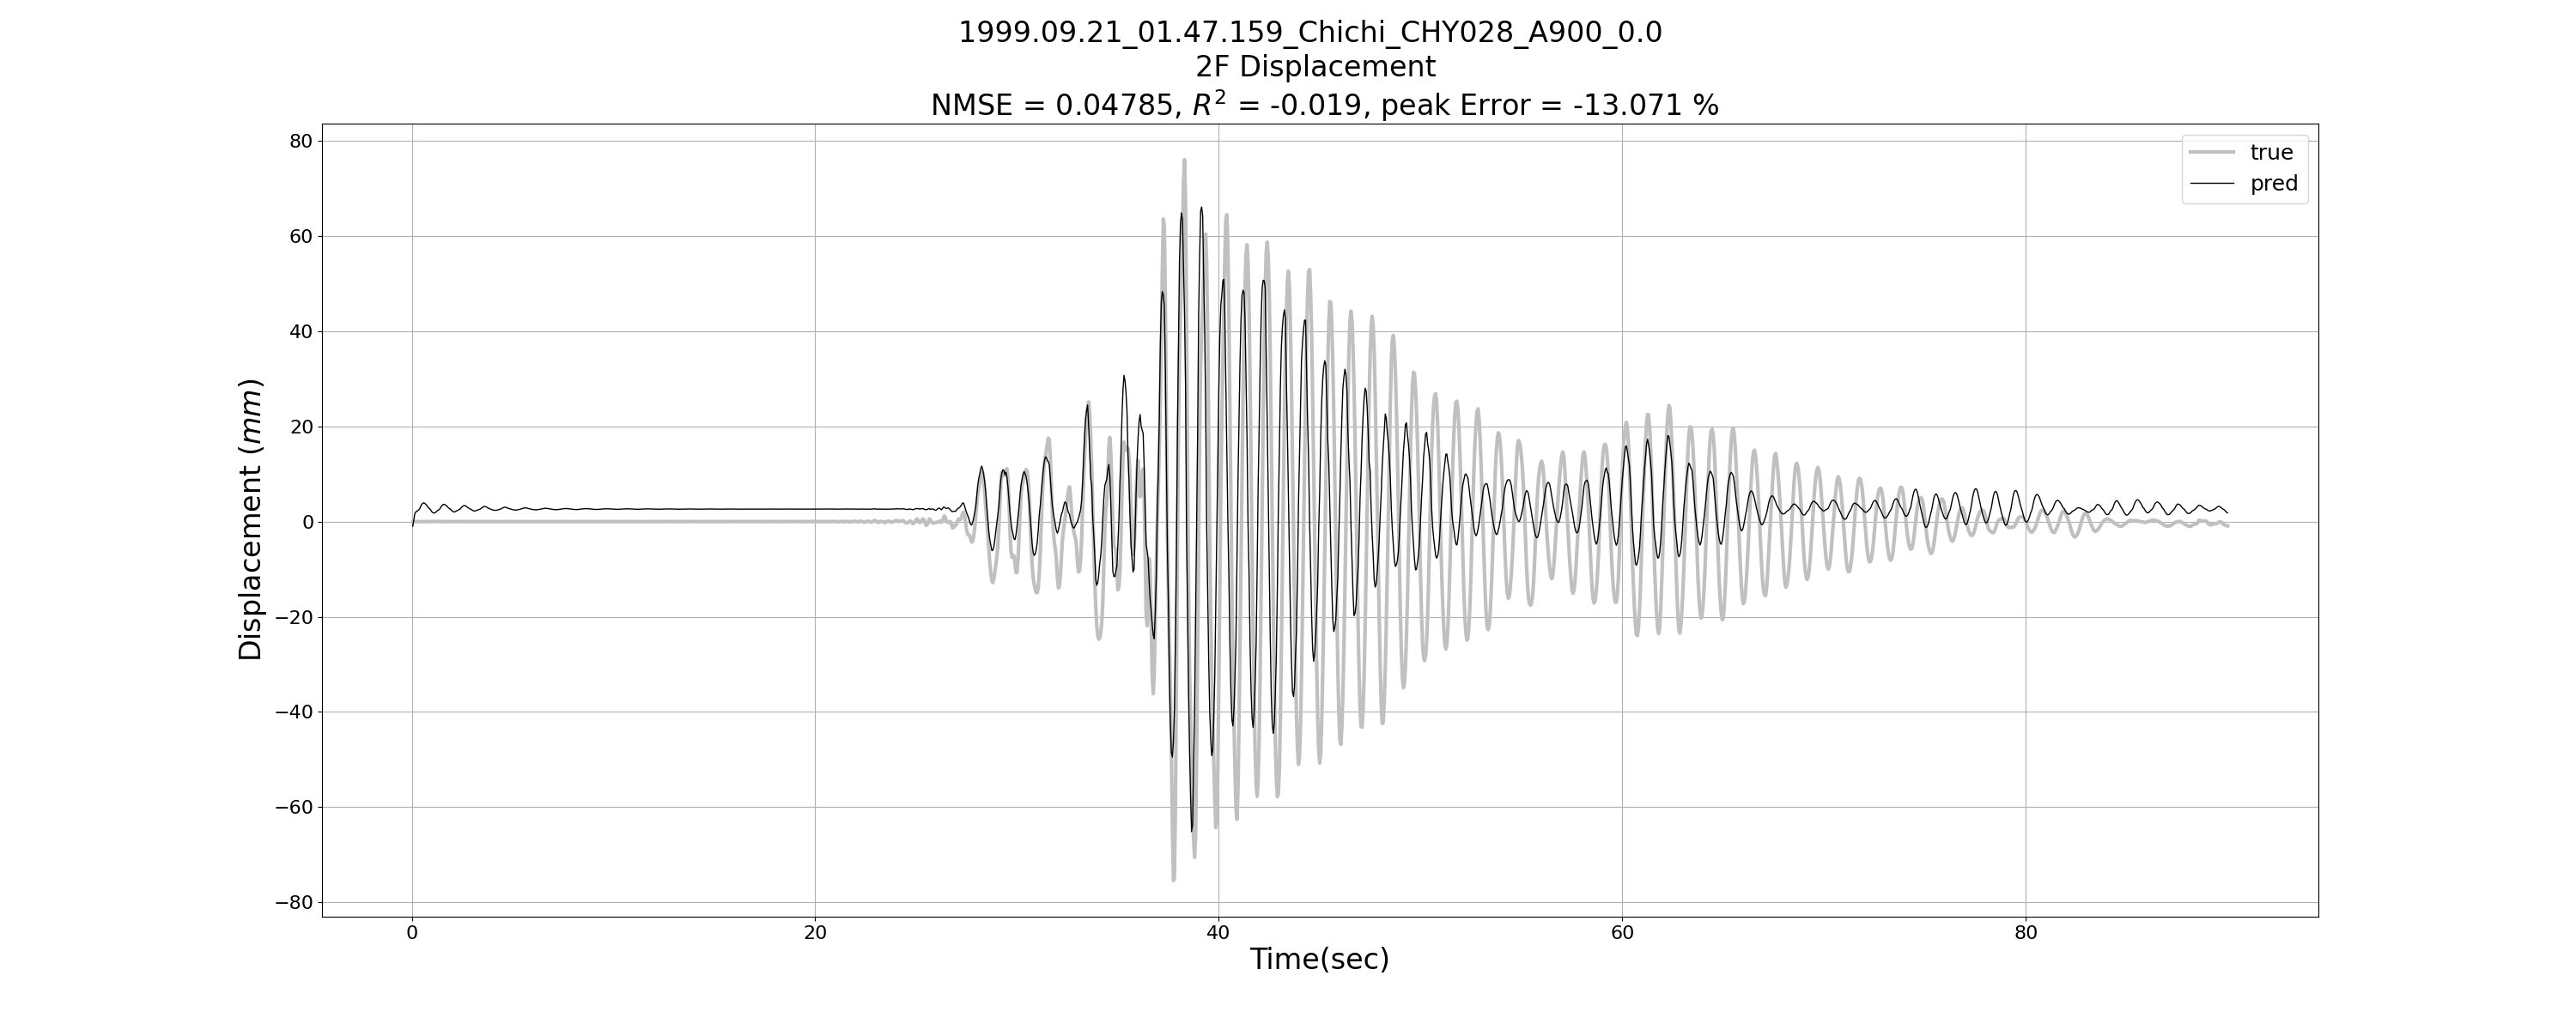 1999.09.21_01.47.159_Chichi_CHY028_A900_0.0
2F Displacement
NMSE = 0.04785, R² = -0.019, peak Error = -13.071 %
80
60
40
20
0
−20
−40
−60
−80
Displacement (mm)
true
pred
0 20 40 60 80
Time(sec)